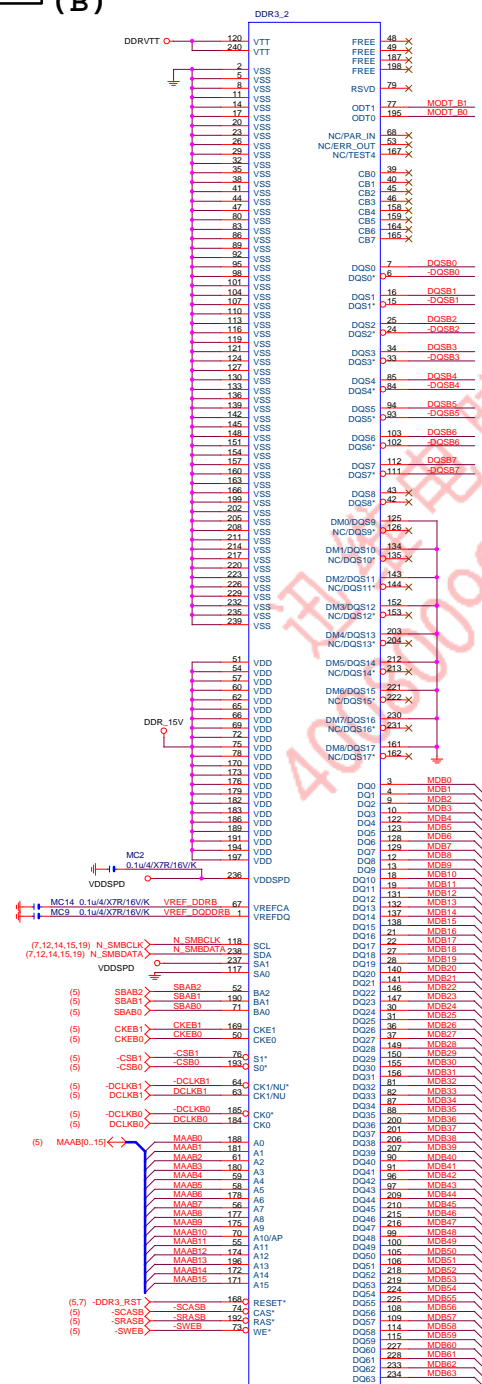 (B)
DDR3_2
DDRVTT 120 VTT
240 VTT
2 VSS
5 VSS
8 VSS
11 VSS
14 VSS
17 VSS
20 VSS
23 VSS
26 VSS
29 VSS
32 VSS
35 VSS
38 VSS
41 VSS
44 VSS
47 VSS
80 VSS
83 VSS
86 VSS
89 VSS
92 VSS
95 VSS
98 VSS
101 VSS
104 VSS
107 VSS
110 VSS
113 VSS
116 VSS
119 VSS
121 VSS
124 VSS
127 VSS
130 VSS
133 VSS
136 VSS
139 VSS
142 VSS
145 VSS
148 VSS
151 VSS
154 VSS
157 VSS
160 VSS
163 VSS
166 VSS
199 VSS
202 VSS
205 VSS
208 VSS
211 VSS
214 VSS
217 VSS
220 VSS
223 VSS
226 VSS
229 VSS
232 VSS
235 VSS
239 VSS
51 VDD
54 VDD
57 VDD
60 VDD
62 VDD
65 VDD
66 VDD
DDR_15V 69 VDD
72 VDD
75 VDD
78 VDD
170 VDD
173 VDD
176 VDD
179 VDD
182 VDD
183 VDD
186 VDD
189 VDD
191 VDD
194 VDD
197 VDD
MC2
0.1u/4/X7R/16V/K
VDDSPD 236 VDDSPD
MC14 0.1u/4/X7R/16V/K VREF_DDRB 67 VREFCA
MC9 0.1u/4/X7R/16V/K VREF_DQDDRB 1 VREFDQ
(7,12,14,15,19) N_SMBCLK N_SMBCLK 118 SCL
(7,12,14,15,19) N_SMBDATA N_SMBDATA 238 SDA
VDDSPD 237 SA1
117 SA0
(5) SBAB2 SBAB2 52 BA2
(5) SBAB1 SBAB1 190 BA1
(5) SBAB0 SBAB0 71 BA0
(5) CKEB1 CKEB1 169 CKE1
(5) CKEB0 CKEB0 50 CKE0
(5) -CSB1 -CSB1 76 S1*
(5) -CSB0 -CSB0 193 S0*
(5) -DCLKB1 -DCLKB1 64 CK1/NU*
(5) DCLKB1 DCLKB1 63 CK1/NU
(5) -DCLKB0 -DCLKB0 185 CK0*
(5) DCLKB0 DCLKB0 184 CK0
(5) MAAB[0..15] MAAB0 188 A0
MAAB1 181 A1
MAAB2 61 A2
MAAB3 180 A3
MAAB4 59 A4
MAAB5 58 A5
MAAB6 178 A6
MAAB7 56 A7
MAAB8 177 A8
MAAB9 175 A9
MAAB10 70 A10/AP
MAAB11 55 A11
MAAB12 174 A12
MAAB13 196 A13
MAAB14 172 A14
MAAB15 171 A15
(5,7) -DDR3_RST 168 RESET*
(5) -SCASB -SCASB 74 CAS*
(5) -SRASB -SRASB 192 RAS*
(5) -SWEB -SWEB 73 WE*
FREE 48
FREE 49
FREE 187
FREE 198
RSVD 79
ODT1 77 MODT_B1
ODT0 195 MODT_B0
NC/PAR_IN 68
NC/ERR_OUT 53
NC/TEST4 167
CB0 39
CB1 40
CB2 45
CB3 46
CB4 158
CB5 159
CB6 164
CB7 165
DQS0 7 DQSB0
DQS0* 6 -DQSB0
DQS1 16 DQSB1
DQS1* 15 -DQSB1
DQS2 25 DQSB2
DQS2* 24 -DQSB2
DQS3 34 DQSB3
DQS3* 33 -DQSB3
DQS4 85 DQSB4
DQS4* 84 -DQSB4
DQS5 94 DQSB5
DQS5* 93 -DQSB5
DQS6 103 DQSB6
DQS6* 102 -DQSB6
DQS7 112 DQSB7
DQS7* 111 -DQSB7
DQS8 43
DQS8* 42
DM0/DQS9 125
NC/DQS9* 126
DM1/DQS10 134
NC/DQS10* 135
DM2/DQS11 143
NC/DQS11* 144
DM3/DQS12 152
NC/DQS12* 153
DM4/DQS13 203
NC/DQS13* 204
DM5/DQS14 212
NC/DQS14* 213
DM6/DQS15 221
NC/DQS15* 222
DM7/DQS16 230
NC/DQS16* 231
DM8/DQS17 161
NC/DQS17* 162
DQ0 3 MDB0
DQ1 4 MDB1
DQ2 9 MDB2
DQ3 10 MDB3
DQ4 122 MDB4
DQ5 123 MDB5
DQ6 128 MDB6
DQ7 129 MDB7
DQ8 12 MDB8
DQ9 13 MDB9
DQ10 18 MDB10
DQ11 19 MDB11
DQ12 131 MDB12
DQ13 132 MDB13
DQ14 137 MDB14
DQ15 138 MDB15
DQ16 21 MDB16
DQ17 22 MDB17
DQ18 27 MDB18
DQ19 28 MDB19
DQ20 140 MDB20
DQ21 141 MDB21
DQ22 146 MDB22
DQ23 147 MDB23
DQ24 30 MDB24
DQ25 31 MDB25
DQ26 36 MDB26
DQ27 37 MDB27
DQ28 149 MDB28
DQ29 150 MDB29
DQ30 155 MDB30
DQ31 156 MDB31
DQ32 81 MDB32
DQ33 82 MDB33
DQ34 87 MDB34
DQ35 88 MDB35
DQ36 200 MDB36
DQ37 201 MDB37
DQ38 206 MDB38
DQ39 207 MDB39
DQ40 90 MDB40
DQ41 91 MDB41
DQ42 96 MDB42
DQ43 97 MDB43
DQ44 209 MDB44
DQ45 210 MDB45
DQ46 215 MDB46
DQ47 216 MDB47
DQ48 99 MDB48
DQ49 100 MDB49
DQ50 105 MDB50
DQ51 106 MDB51
DQ52 218 MDB52
DQ53 219 MDB53
DQ54 224 MDB54
DQ55 225 MDB55
DQ56 108 MDB56
DQ57 109 MDB57
DQ58 114 MDB58
DQ59 115 MDB59
DQ60 227 MDB60
DQ61 228 MDB61
DQ62 233 MDB62
DQ63 234 MDB63
迅维电